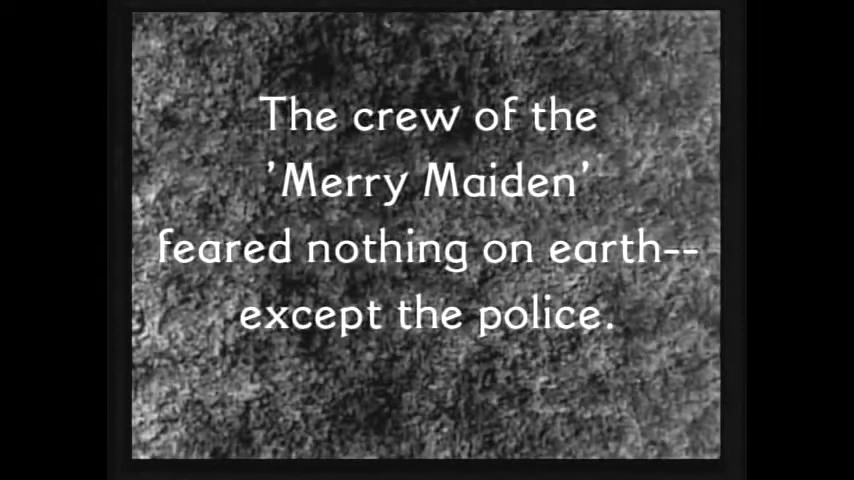 The crew of the
'Merry Maiden'
feared nothing on earth--
except the police.